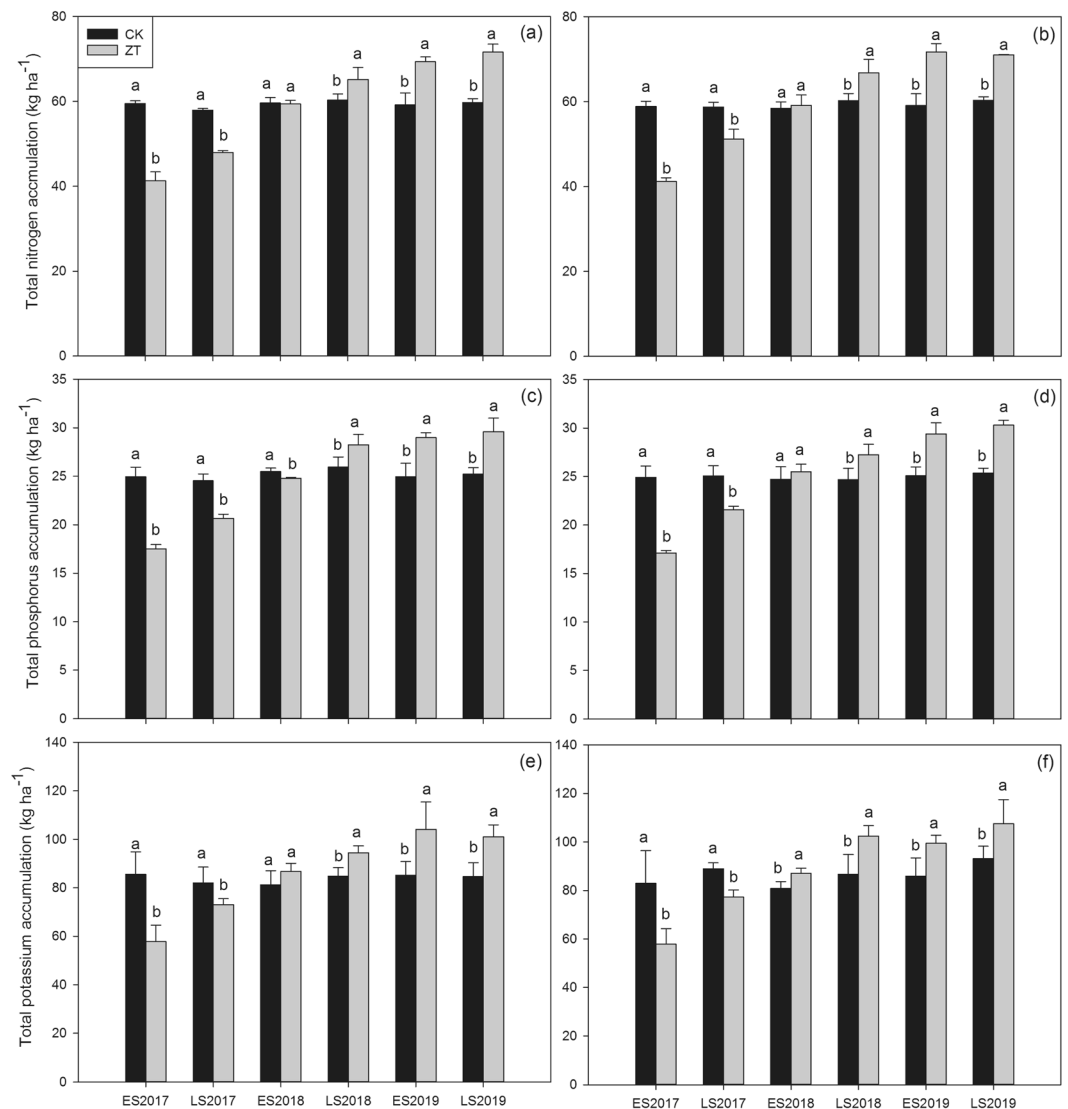 CK
ZT
(a)
Total nitrogen accmulation (kg ha-1)
80
60
40
20
0
a b a b a a b a b a b a
(b)
80
60
40
20
0
a b a b a a b a b a b a
(c)
Total phosphorus accumulation (kg ha-1)
35
30
25
20
15
10
5
0
a b a b a b b a b a b a
(d)
35
30
25
20
15
10
5
0
a b a b a a b a b a b a
(e)
Total potassium accumulation (kg ha-1)
140
120
100
80
60
40
20
0
a b a b a a b a b a b a
ES2017 LS2017 ES2018 LS2018 ES2019 LS2019
(f)
140
120
100
80
60
40
20
0
a b a b b a b a b a b a
ES2017 LS2017 ES2018 LS2018 ES2019 LS2019